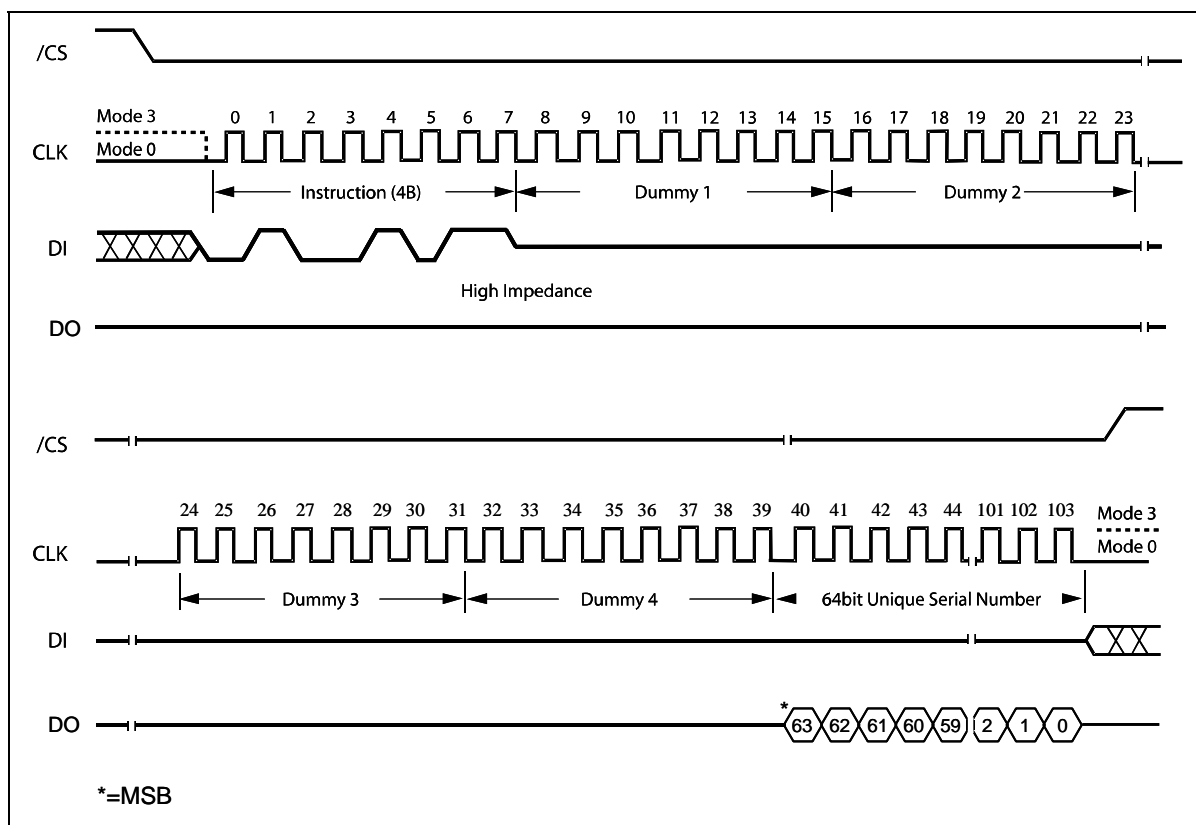 /CS
Mode 3
0 1 2 3 4 5 6 7 8 9 10 11 12 13 14 15 16 17 18 19 20 21 22 23
CLK
Mode 0
Instruction (4B)
Dummy 1
Dummy 2
DI
High Impedance
DO
/CS
24 25 26 27 28 29 30 31 32 33 34 35 36 37 38 39 40 41 42 43 44 101 102 103
Mode 3
CLK
Mode 0
Dummy 3
Dummy 4
64bit Unique Serial Number
DI
DO
* 63 62 61 60 59 2 1 0
*=MSB